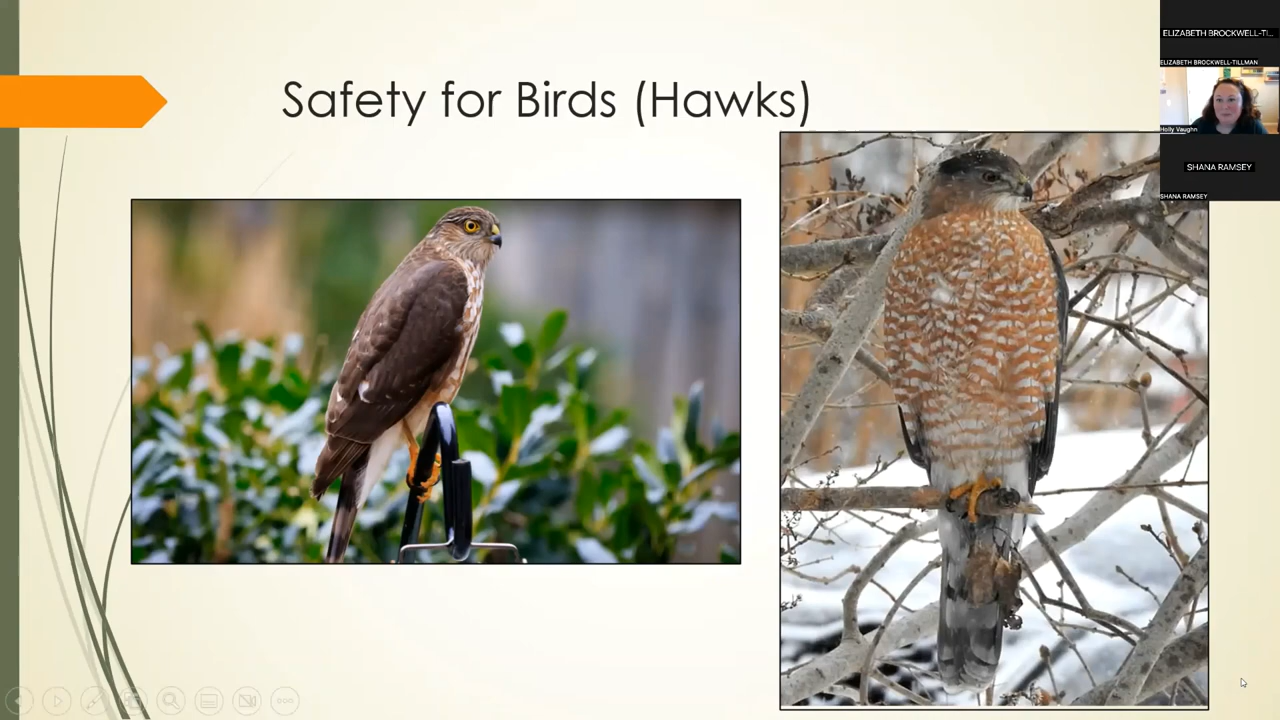 Safety for Birds (Hawks)
ELIZABETH BROCKWELL-TI...
ELIZABETH BROCKWELL-TILLMAN
Holly Vaughn
SHANA RAMSEY
SHANA RAMSEY